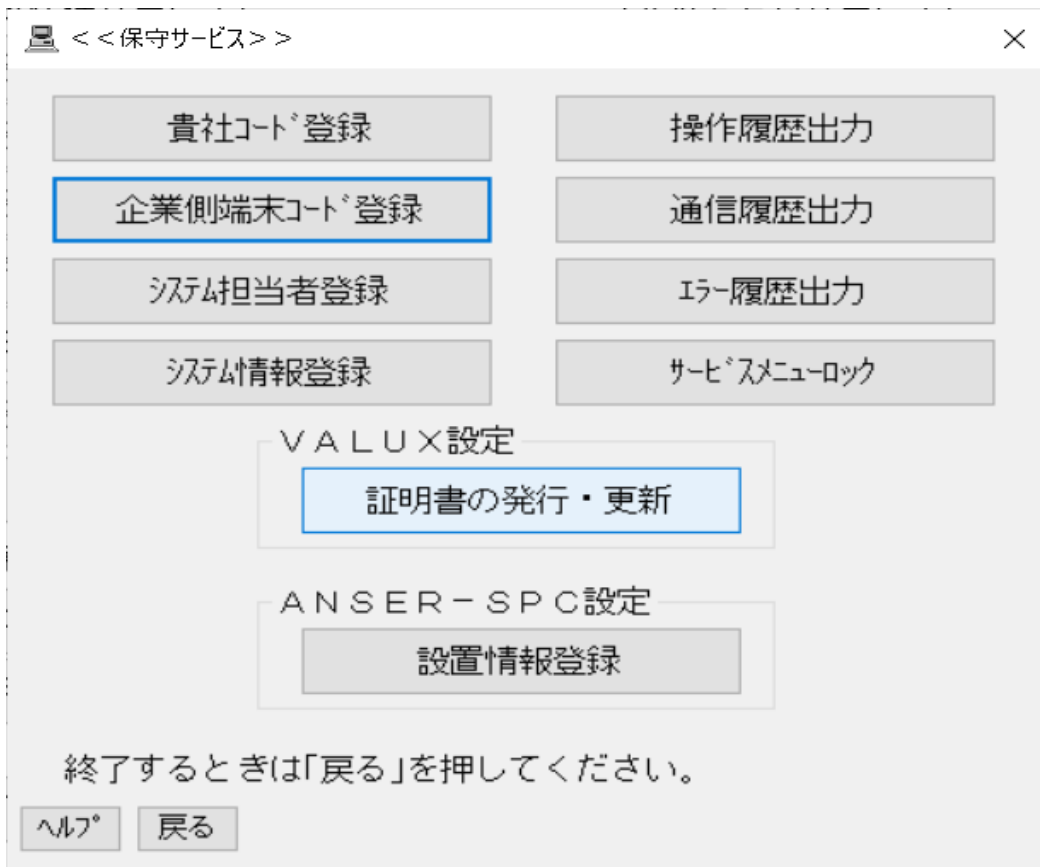 <<保守サービス>>
貴社ｺｰﾄﾞ登録
操作履歴出力
企業側端末ｺｰﾄﾞ登録
通信履歴出力
ｼｽﾃﾑ担当者登録
ｴﾗｰ履歴出力
ｼｽﾃﾑ情報登録
ｻｰﾋﾞｽﾒﾆｭｰﾛｯｸ
ＶＡＬＵＸ設定
証明書の発行・更新
ＡＮＳＥＲ－ＳＰＣ設定
設置情報登録
終了するときは「戻る」を押してください。
ﾍﾙﾌﾟ
戻る